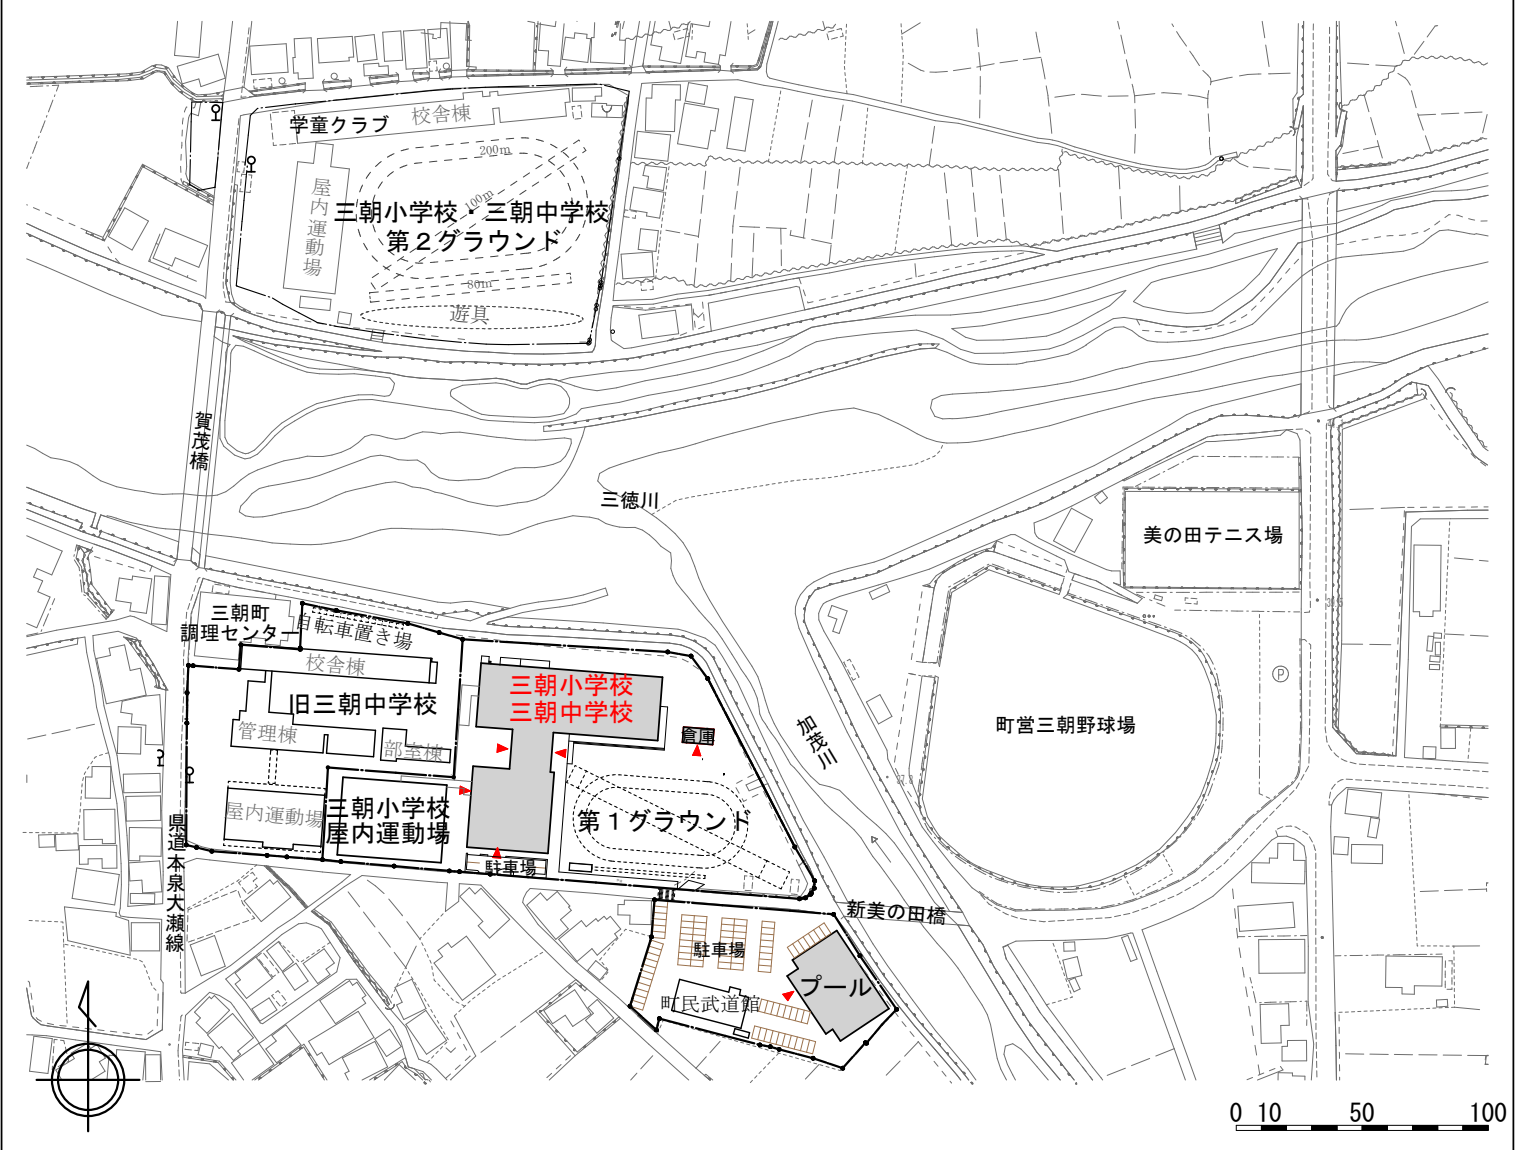 学童クラブ
校舎棟
200m
100m
屋内運動場
三朝小学校・三朝中学校
第２グラウンド
80m
遊具
賀茂橋
三徳川
美の田テニス場
三朝町
調理センター
自転車置き場
校舎棟
旧三朝中学校
三朝小学校
三朝中学校
管理棟
部室棟
倉庫
加茂川
町営三朝野球場
P
屋内運動場
三朝小学校
屋内運動場
第１グラウンド
県道本泉大瀬線
駐車場
新美の田橋
駐車場
プール
町民武道館
0 10 50 100